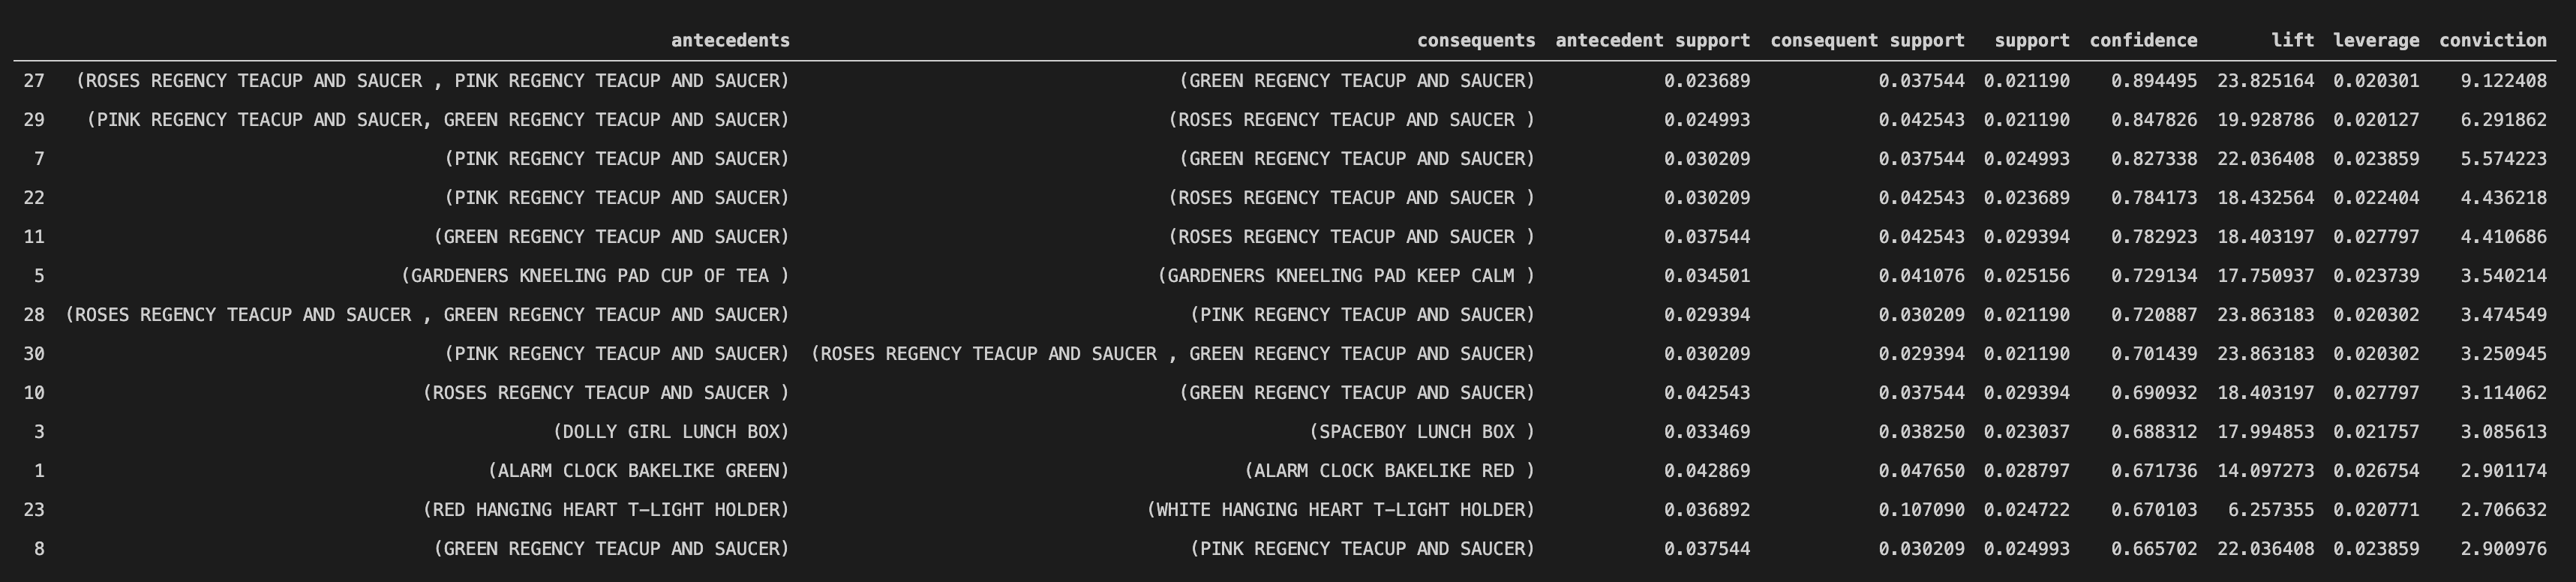 antecedents consequents antecedent support consequent support support confidence lift leverage conviction
27 (ROSES REGENCY TEACUP AND SAUCER , PINK REGENCY TEACUP AND SAUCER) (GREEN REGENCY TEACUP AND SAUCER) 0.023689 0.037544 0.021190 0.894495 23.825164 0.020301 9.122408
29 (PINK REGENCY TEACUP AND SAUCER, GREEN REGENCY TEACUP AND SAUCER) (ROSES REGENCY TEACUP AND SAUCER ) 0.024993 0.042543 0.021190 0.847826 19.928786 0.020127 6.291862
7 (PINK REGENCY TEACUP AND SAUCER) (GREEN REGENCY TEACUP AND SAUCER) 0.030209 0.037544 0.024993 0.827338 22.036408 0.023859 5.574223
22 (PINK REGENCY TEACUP AND SAUCER) (ROSES REGENCY TEACUP AND SAUCER ) 0.030209 0.042543 0.023689 0.784173 18.432564 0.022404 4.436218
11 (GREEN REGENCY TEACUP AND SAUCER) (ROSES REGENCY TEACUP AND SAUCER ) 0.037544 0.042543 0.029394 0.782923 18.403197 0.027797 4.410686
5 (GARDENERS KNEELING PAD CUP OF TEA ) (GARDENERS KNEELING PAD KEEP CALM ) 0.034501 0.041076 0.025156 0.729134 17.750937 0.023739 3.540214
28 (ROSES REGENCY TEACUP AND SAUCER , GREEN REGENCY TEACUP AND SAUCER) (PINK REGENCY TEACUP AND SAUCER) 0.029394 0.030209 0.021190 0.720887 23.863183 0.020302 3.474549
30 (PINK REGENCY TEACUP AND SAUCER) (ROSES REGENCY TEACUP AND SAUCER , GREEN REGENCY TEACUP AND SAUCER) 0.030209 0.029394 0.021190 0.701439 23.863183 0.020302 3.250945
10 (ROSES REGENCY TEACUP AND SAUCER ) (GREEN REGENCY TEACUP AND SAUCER) 0.042543 0.037544 0.029394 0.690932 18.403197 0.027797 3.114062
3 (DOLLY GIRL LUNCH BOX) (SPACEBOY LUNCH BOX ) 0.033469 0.038250 0.023037 0.688312 17.994853 0.021757 3.085613
1 (ALARM CLOCK BAKELIKE GREEN) (ALARM CLOCK BAKELIKE RED ) 0.042869 0.047650 0.028797 0.671736 14.097273 0.026754 2.901174
23 (RED HANGING HEART T-LIGHT HOLDER) (WHITE HANGING HEART T-LIGHT HOLDER) 0.036892 0.107090 0.024722 0.670103 6.257355 0.020771 2.706632
8 (GREEN REGENCY TEACUP AND SAUCER) (PINK REGENCY TEACUP AND SAUCER) 0.037544 0.030209 0.024993 0.665702 22.036408 0.023859 2.900976